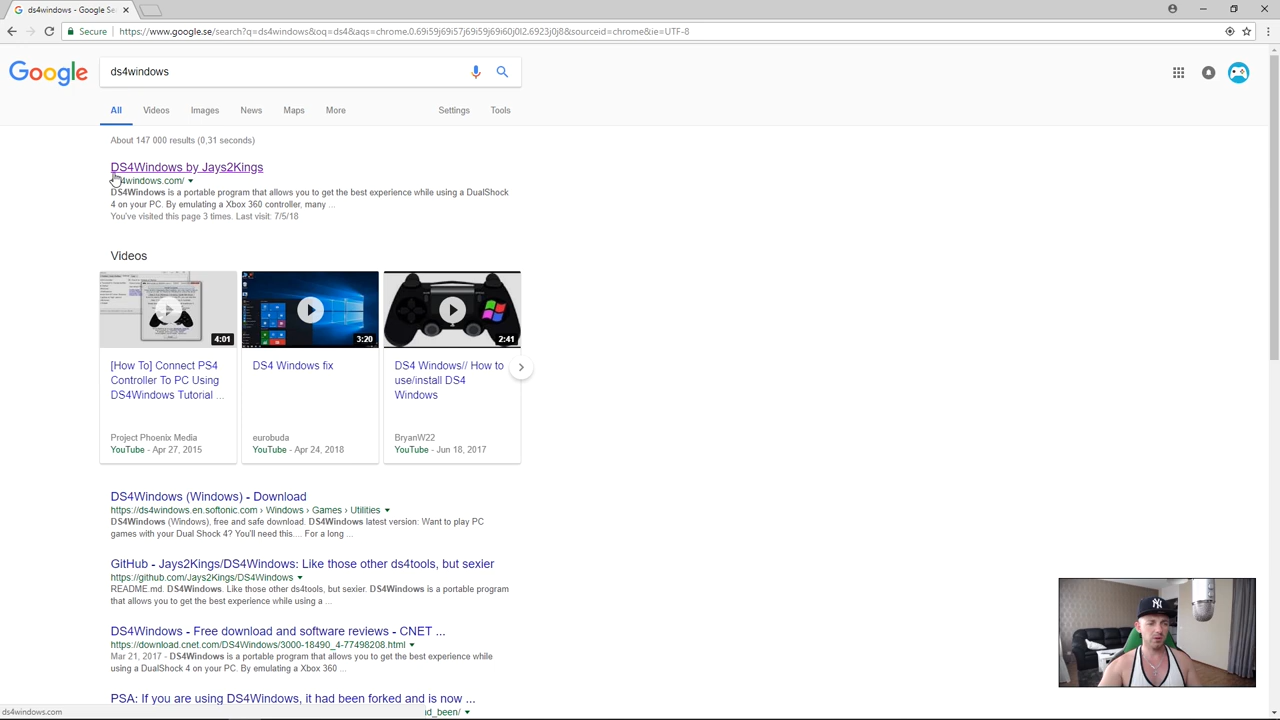 ds4windows - Google Se
Secure
https://www.google.se/search?q=ds4windows&oq=ds4&aqs=chrome.0.69i59j69i57j69i59j69i60j0l2.6923j0j8&sourceid=chrome&ie=UTF-8
Google
ds4windows
All Videos Images News Maps More Settings Tools
About 147 000 results (0,31 seconds)
DS4Windows by Jays2Kings
4windows.com/
DS4Windows is a portable program that allows you to get the best experience while using a DualShock
4 on your PC. By emulating a Xbox 360 controller, many ...
You've visited this page 3 times. Last visit: 7/5/18
Videos
4:01
3:20
2:41
[How To] Connect PS4
Controller To PC Using
DS4Windows Tutorial ...
Project Phoenix Media
YouTube - Apr 27, 2015
DS4 Windows fix
eurobuda
YouTube - Apr 24, 2018
DS4 Windows// How to
use/install DS4
Windows
BryanW22
YouTube - Jun 18, 2017
DS4Windows (Windows) - Download
https://ds4windows.en.softonic.com › Windows › Games › Utilities
DS4Windows (Windows), free and safe download. DS4Windows latest version: Want to play PC
games with your Dual Shock 4? You'll need this.... For a long ...
GitHub - Jays2Kings/DS4Windows: Like those other ds4tools, but sexier
https://github.com/Jays2Kings/DS4Windows
README.md. DS4Windows. Like those other ds4tools, but sexier. DS4Windows is a portable program
that allows you to get the best experience while using a ...
DS4Windows - Free download and software reviews - CNET ...
https://download.cnet.com/DS4Windows/3000-18490_4-77498208.html
Mar 21, 2017 - DS4Windows is a portable program that allows you to get the best experience while
using a DualShock 4 on your PC. By emulating a Xbox 360 ...
PSA: If you are using DS4Windows, it had been forked and is now ...
d_been/
ds4windows.com